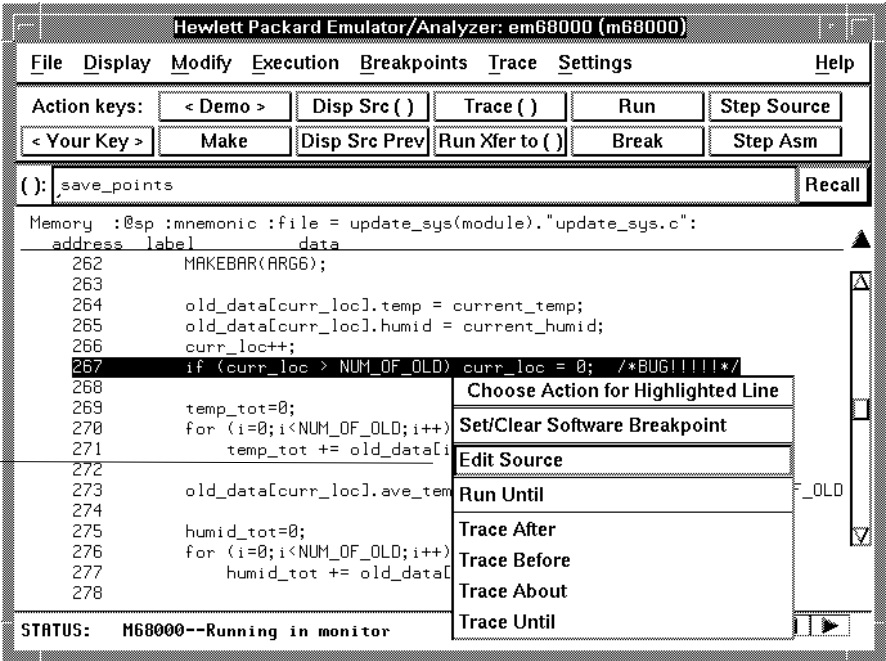 Hewlett Packard Emulator/Analyzer: em68000 (m68000)
File Display Modify Execution Breakpoints Trace Settings Help
Action keys: < Demo > Disp Src ( ) Trace ( ) Run Step Source
< Your Key > Make Disp Src Prev Run Xfer to ( ) Break Step Asm
( ): save_points Recall
Memory :@sp :mnemonic :file = update_sys(module)."update_sys.c":
address label data
262 MAKEBAR(ARG6);
263
264 old_data[curr_loc].temp = current_temp;
265 old_data[curr_loc].humid = current_humid;
266 curr_loc++;
267 if (curr_loc > NUM_OF_OLD) curr_loc = 0; /*BUG!!!!!*/
268
269 temp_tot=0;
270 for (i=0;i<NUM_OF_OLD;i++)
271 temp_tot += old_data[i
272
273 old_data[curr_loc].ave_tem F_OLD
274
275 humid_tot=0;
276 for (i=0;i<NUM_OF_OLD;i++)
277 humid_tot += old_data[
278
Choose Action for Highlighted Line
Set/Clear Software Breakpoint
Edit Source
Run Until
Trace After
Trace Before
Trace About
Trace Until
STATUS: M68000--Running in monitor